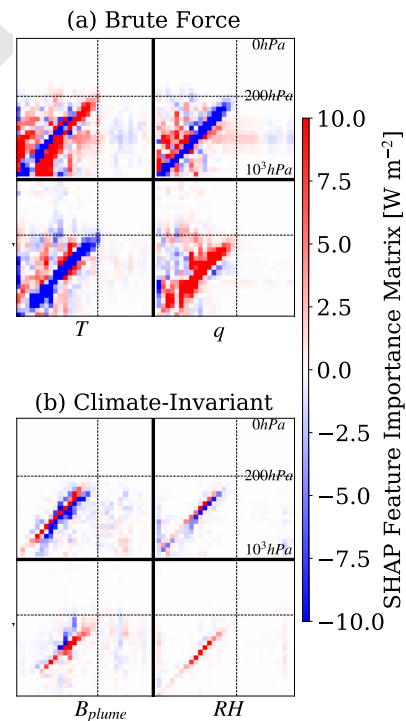 (a) Brute Force
0hPa
200hPa
10³hPa
T
q
(b) Climate-Invariant
0hPa
200hPa
10³hPa
B_plume
RH
10.0
7.5
5.0
2.5
0.0
−2.5
−5.0
−7.5
−10.0
SHAP Feature Importance Matrix [W m⁻²]